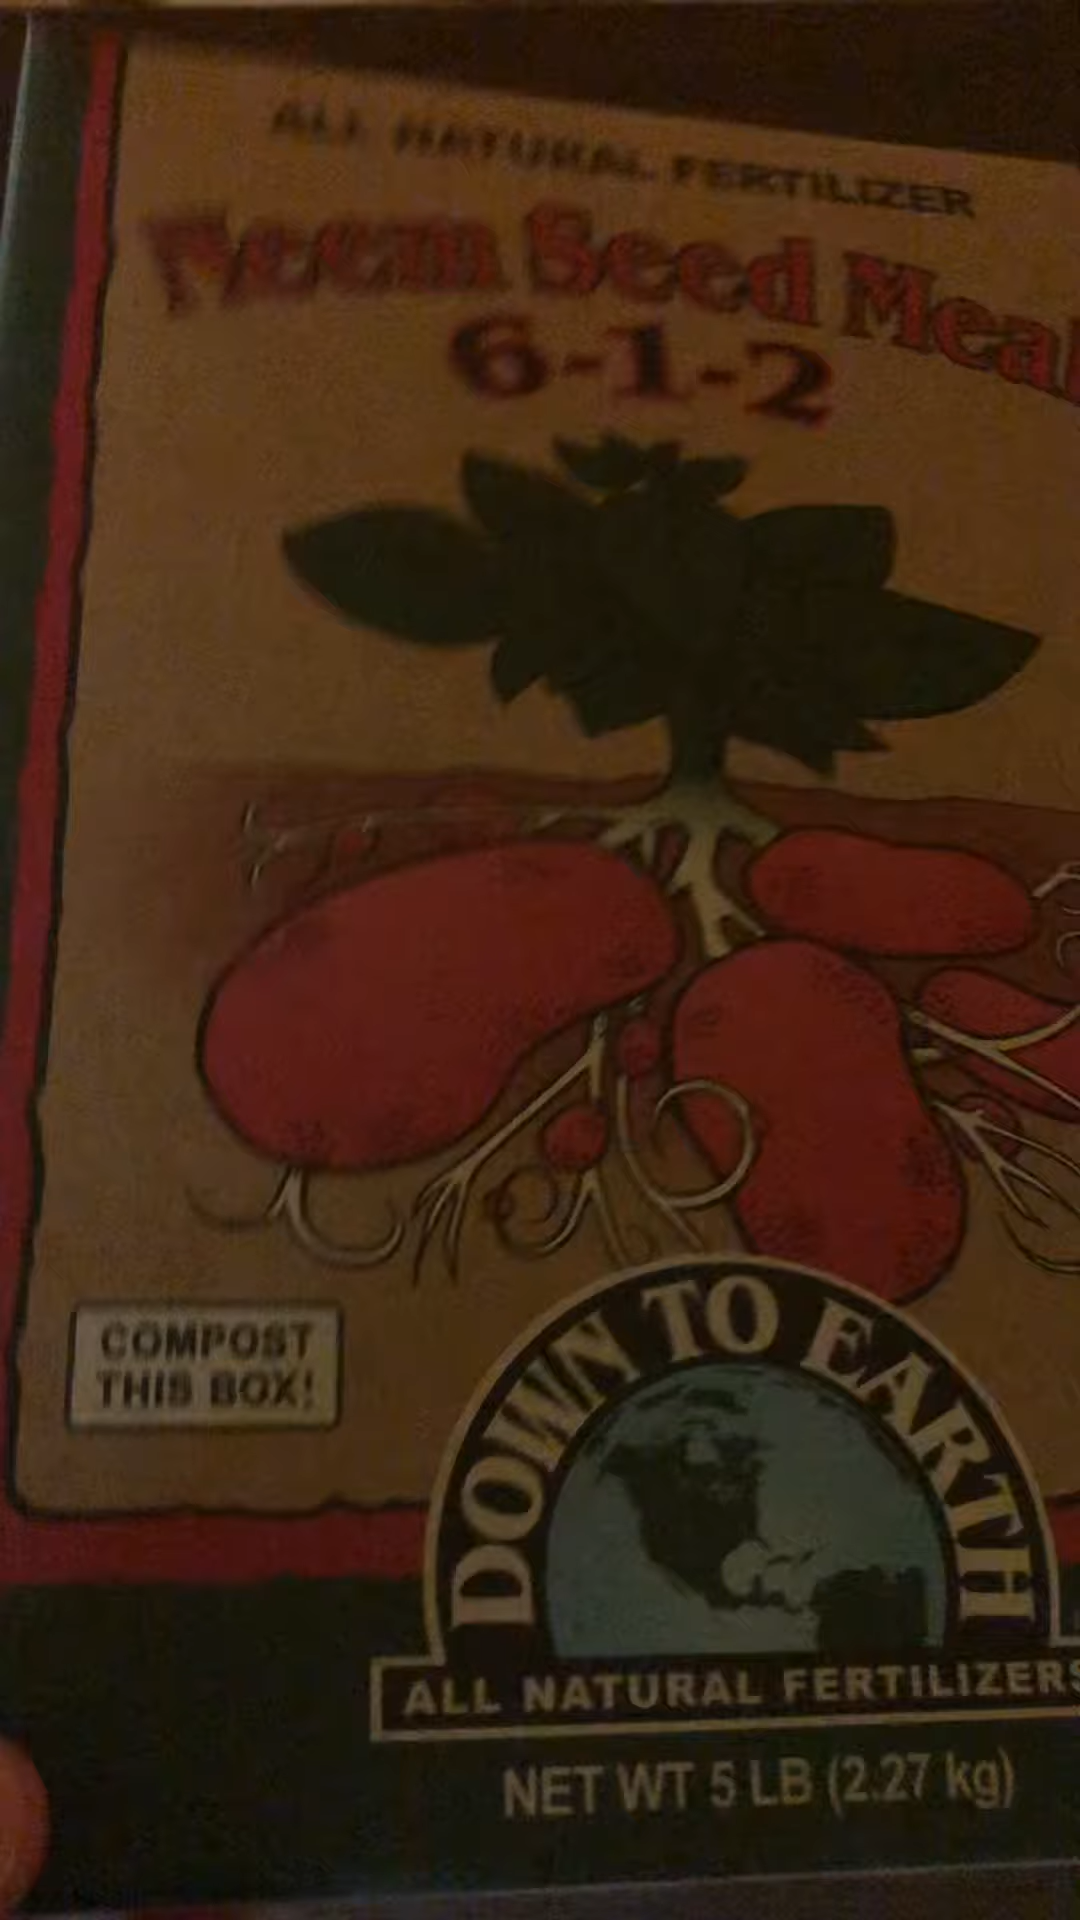 ALL NATURAL FERTILIZER
Neem Seed Meal
6-1-2
COMPOST
THIS BOX!
DOWN TO EARTH
ALL NATURAL FERTILIZERS
NET WT 5 LB (2.27 kg)